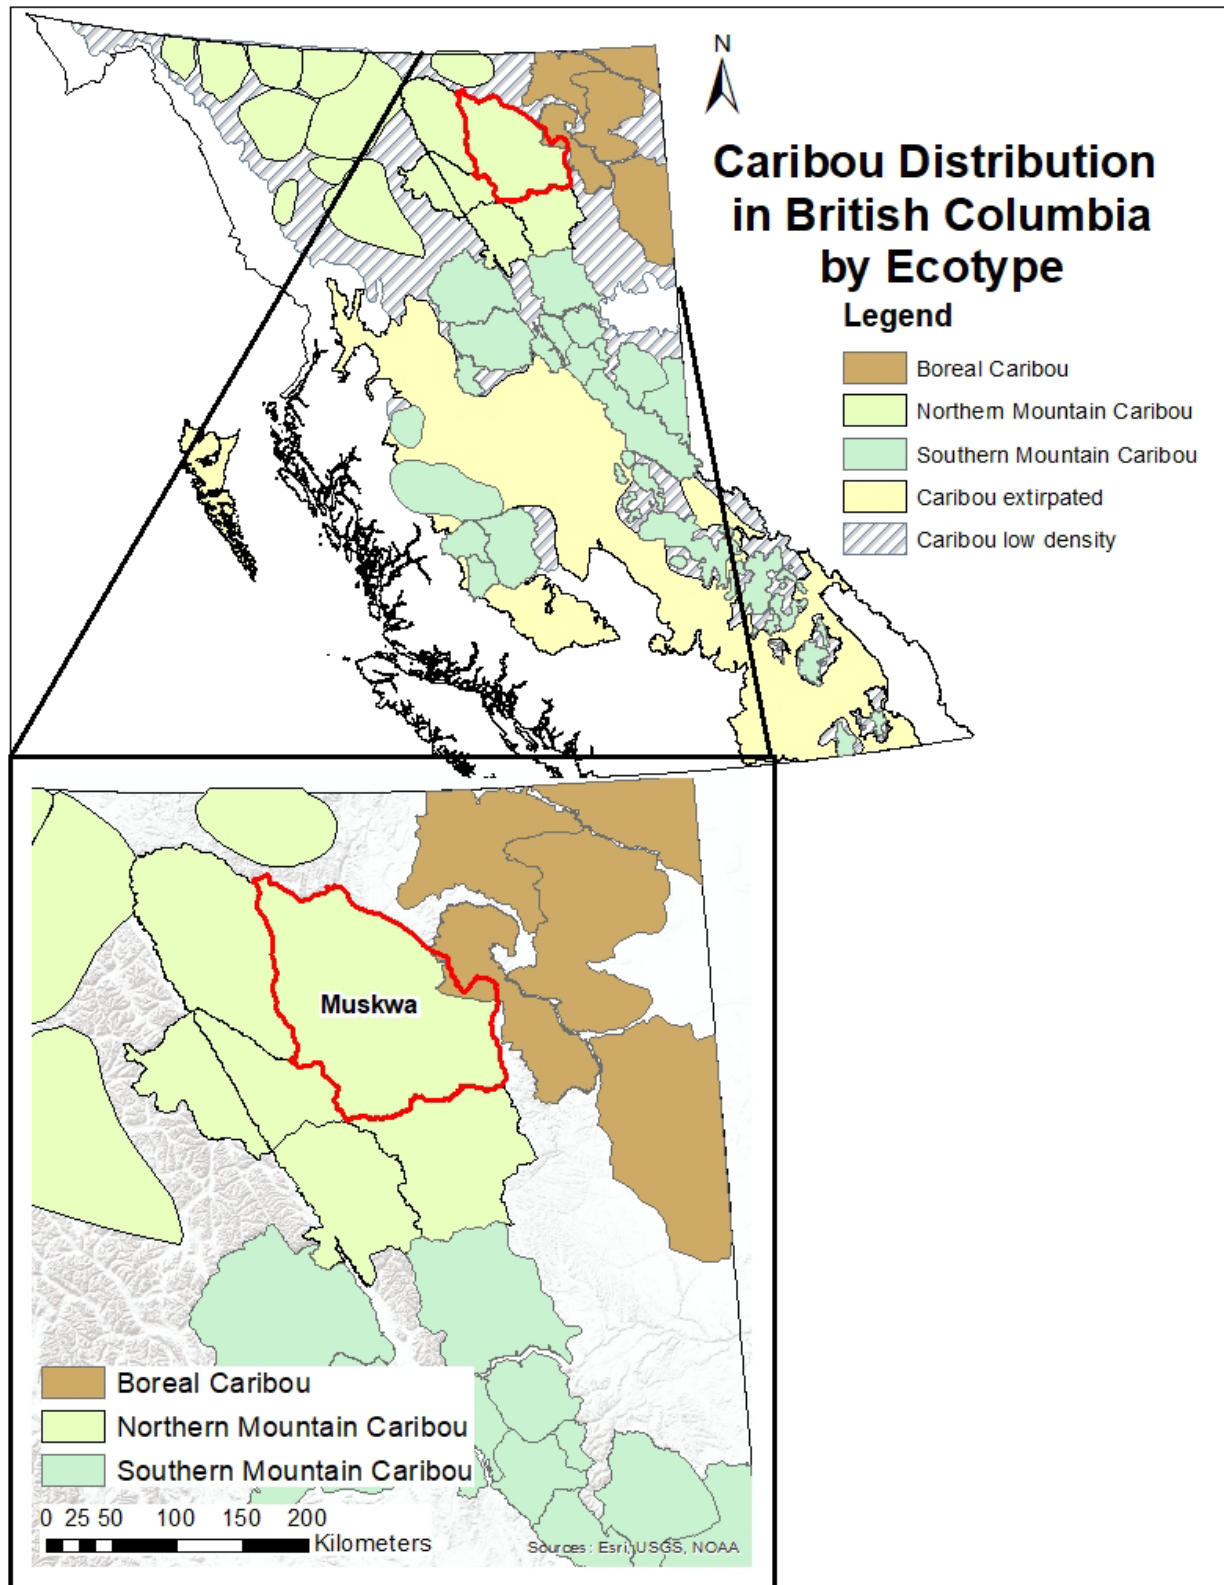 N
Caribou Distribution
in British Columbia
by Ecotype
Legend
Boreal Caribou
Northern Mountain Caribou
Southern Mountain Caribou
Caribou extirpated
Caribou low density
Muskwa
Boreal Caribou
Northern Mountain Caribou
Southern Mountain Caribou
0 25 50 100 150 200
Kilometers
Sources: Esri, USGS, NOAA